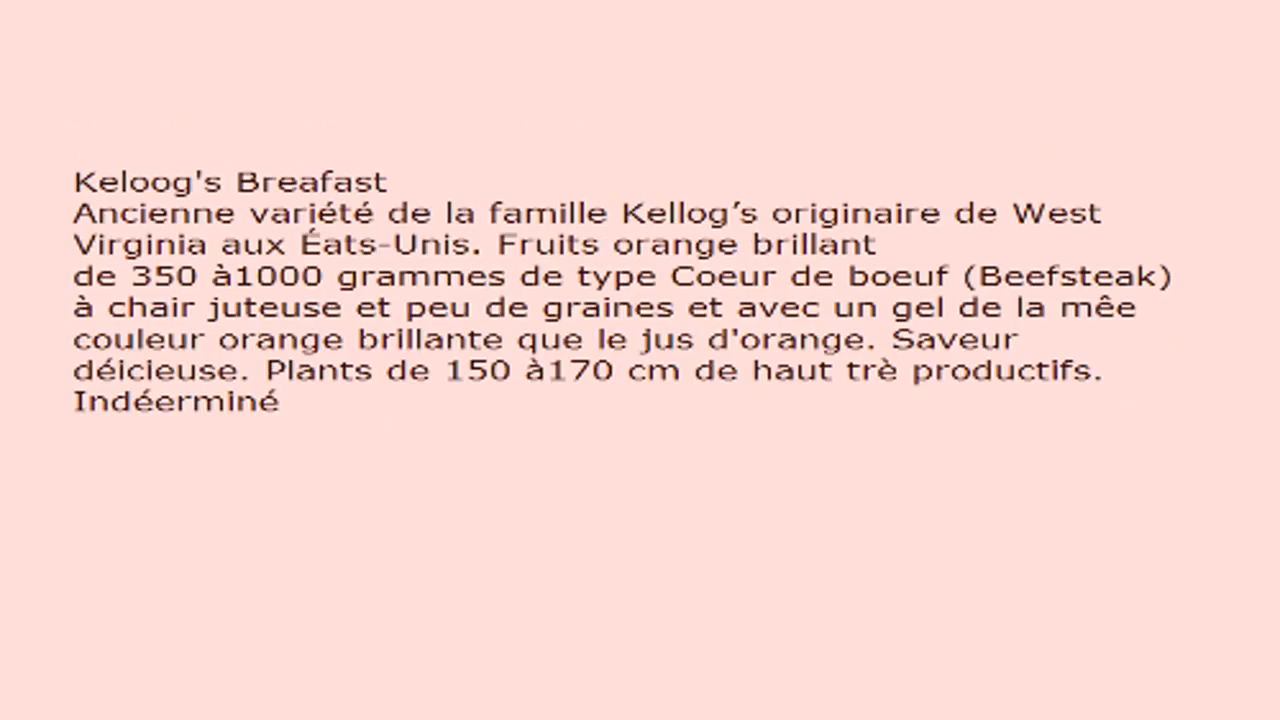 Keloog's Breafast
Ancienne variété de la famille Kellog’s originaire de West
Virginia aux Éats-Unis. Fruits orange brillant
de 350 à1000 grammes de type Coeur de boeuf (Beefsteak)
à chair juteuse et peu de graines et avec un gel de la mêe
couleur orange brillante que le jus d'orange. Saveur
déicieuse. Plants de 150 à170 cm de haut trè productifs.
Indéerminé